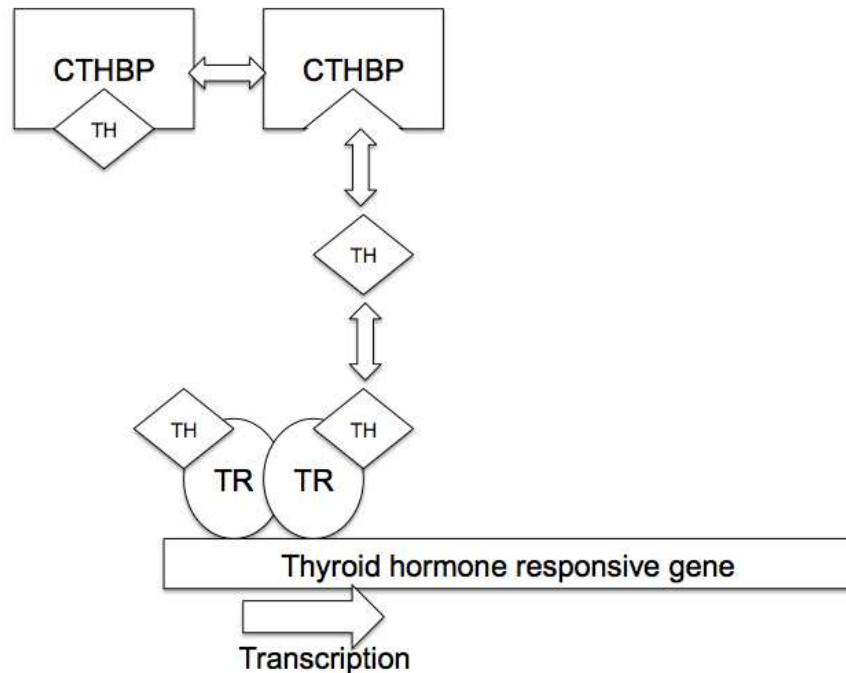 CTHBP
CTHBP
TH
TH
TH
TH
TR
TR
Thyroid hormone responsive gene
Transcription